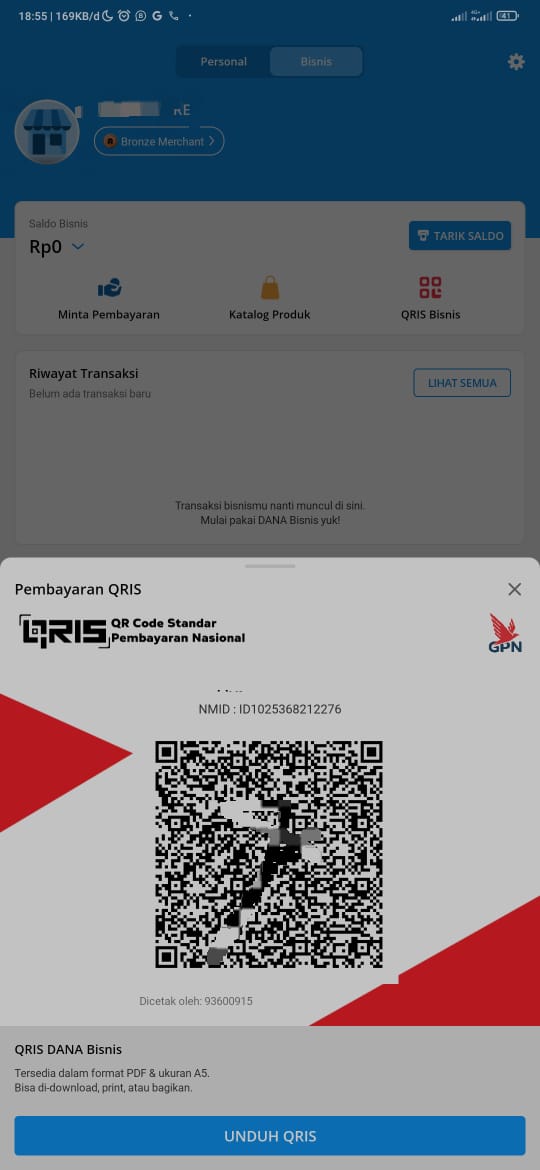 18:55 | 169KB/d
4G+
41
Personal
Bisnis
RE
Bronze Merchant
Saldo Bisnis
Rp0
TARIK SALDO
Minta Pembayaran
Katalog Produk
QRIS Bisnis
Riwayat Transaksi
LIHAT SEMUA
Belum ada transaksi baru
Transaksi bisnismu nanti muncul di sini.
Mulai pakai DANA Bisnis yuk!
Pembayaran QRIS
QRIS
QR Code Standar
Pembayaran Nasional
GPN
NMID : ID1025368212276
Dicetak oleh: 93600915
QRIS DANA Bisnis
Tersedia dalam format PDF & ukuran A5.
Bisa di-download, print, atau bagikan.
UNDUH QRIS